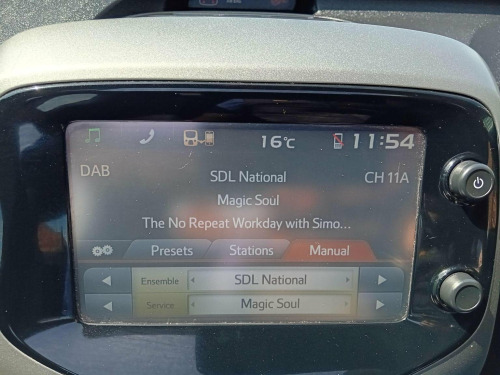 16°C 11:54
DAB SDL National CH 11A
Magic Soul
The No Repeat Workday with Simo...
Presets Stations Manual
Ensemble SDL National
Service Magic Soul